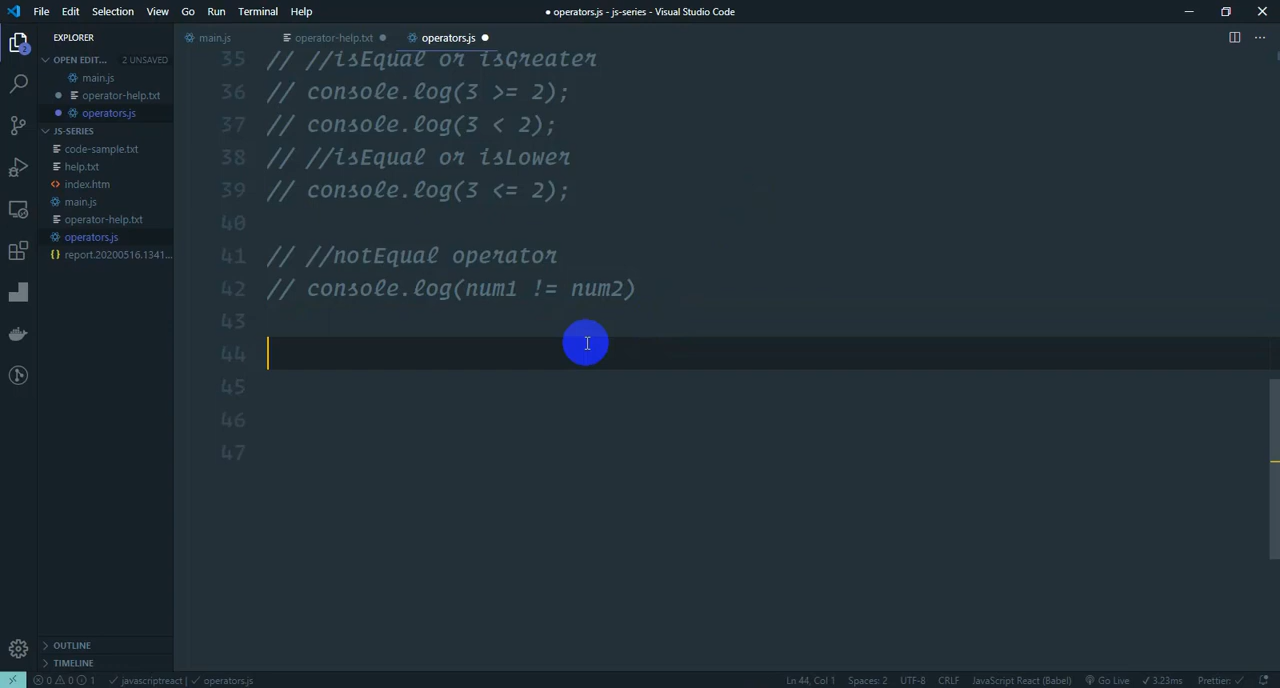 File Edit Selection View Go Run Terminal Help
● operators.js - js-series - Visual Studio Code
EXPLORER
OPEN EDIT... 2 UNSAVED
main.js
operator-help.txt
operators.js
JS-SERIES
code-sample.txt
help.txt
index.htm
main.js
operator-help.txt
operators.js
report.20200516.1341...
OUTLINE
TIMELINE
2
main.js operator-help.txt operators.js
35 // //isEqual or isGreater
36 // console.log(3 >= 2);
37 // console.log(3 < 2);
38 // //isEqual or isLower
39 // console.log(3 <= 2);
40
41 // //notEqual operator
42 // console.log(num1 != num2)
43
44
45
46
47
0 0 1 javascriptreact | operators.js
Ln 44, Col 1 Spaces: 2 UTF-8 CRLF JavaScript React (Babel) Go Live 3.23ms Prettier: ✓